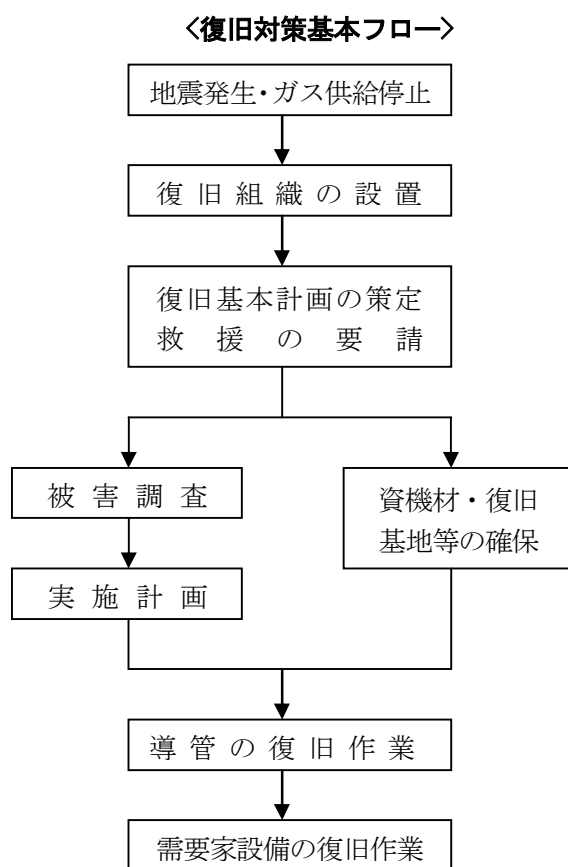 <復旧対策基本フロー>
地震発生・ガス供給停止
復旧組織の設置
復旧基本計画の策定
救援の要請
被害調査
資機材・復旧
基地等の確保
実施計画
導管の復旧作業
需要家設備の復旧作業